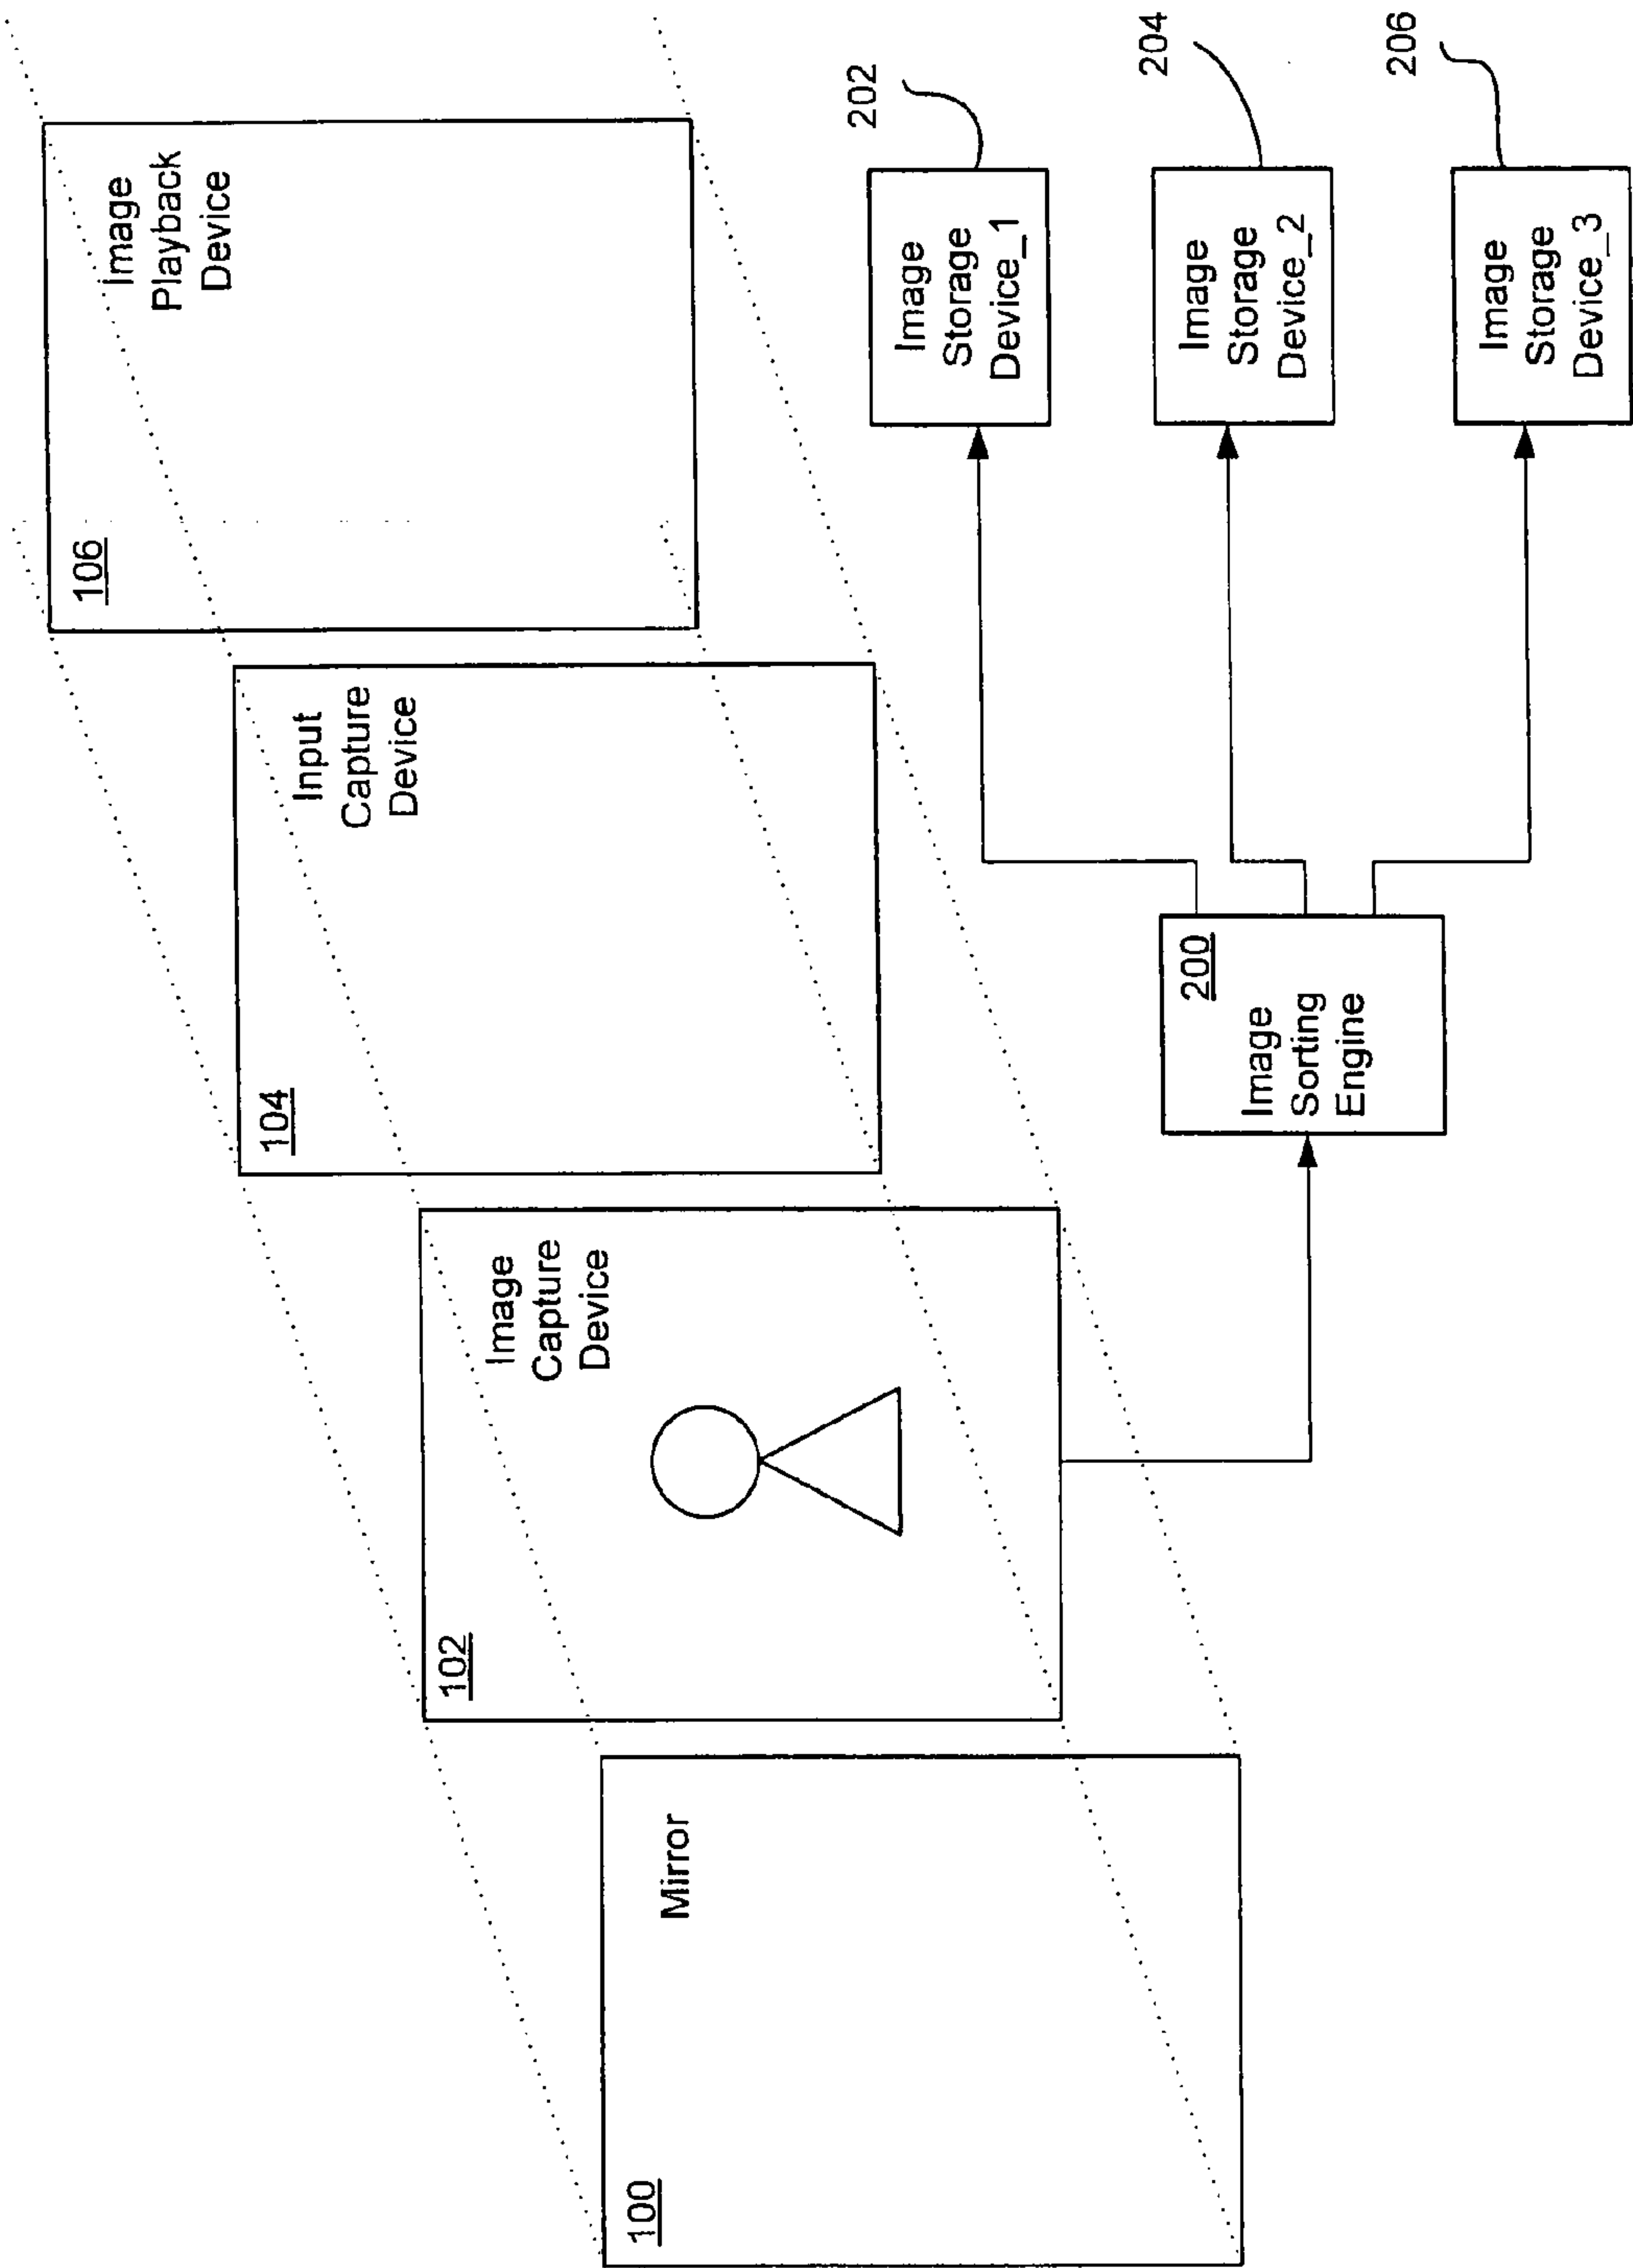 100
Mirror
102
Image
Capture
Device
104
Input
Capture
Device
106
Image
Playback
Device
200
Image
Sorting
Engine
Image
Storage
Device_1
202
Image
Storage
Device_2
204
Image
Storage
Device_3
206